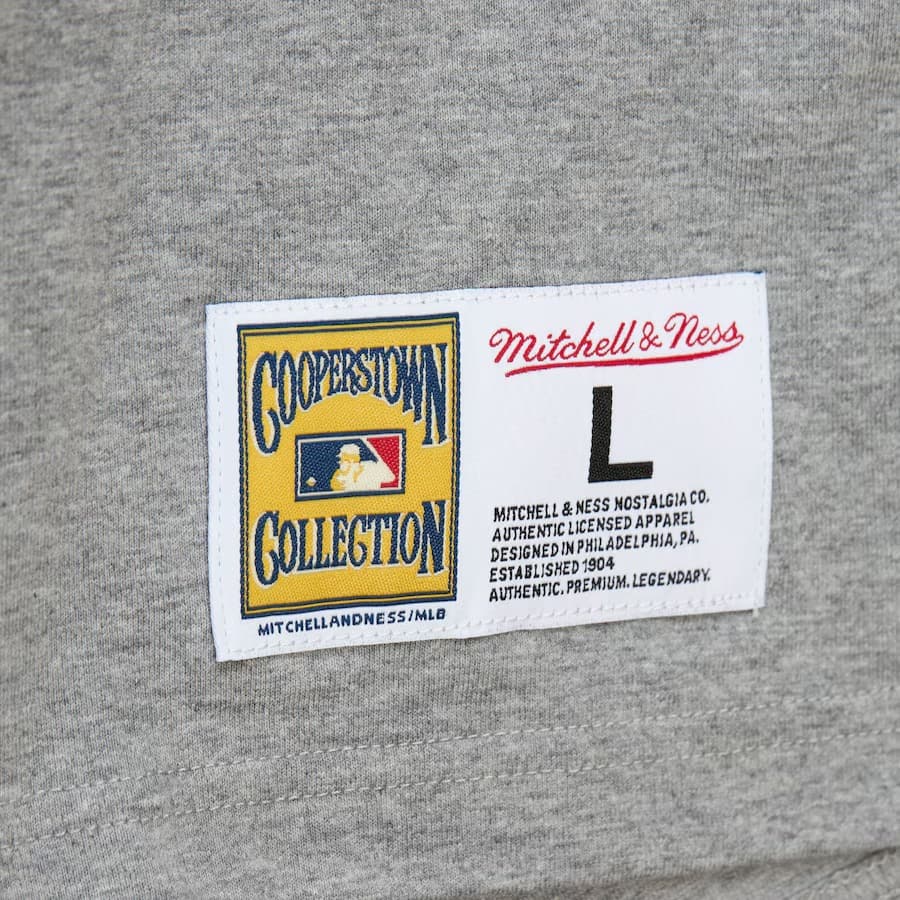 COOPERSTOWN
COLLECTION
MITCHELLANDNESS/MLB
Mitchell & Ness
L
MITCHELL & NESS NOSTALGIA CO.
AUTHENTIC LICENSED APPAREL
DESIGNED IN PHILADELPHIA, PA.
ESTABLISHED 1904
AUTHENTIC. PREMIUM. LEGENDARY.